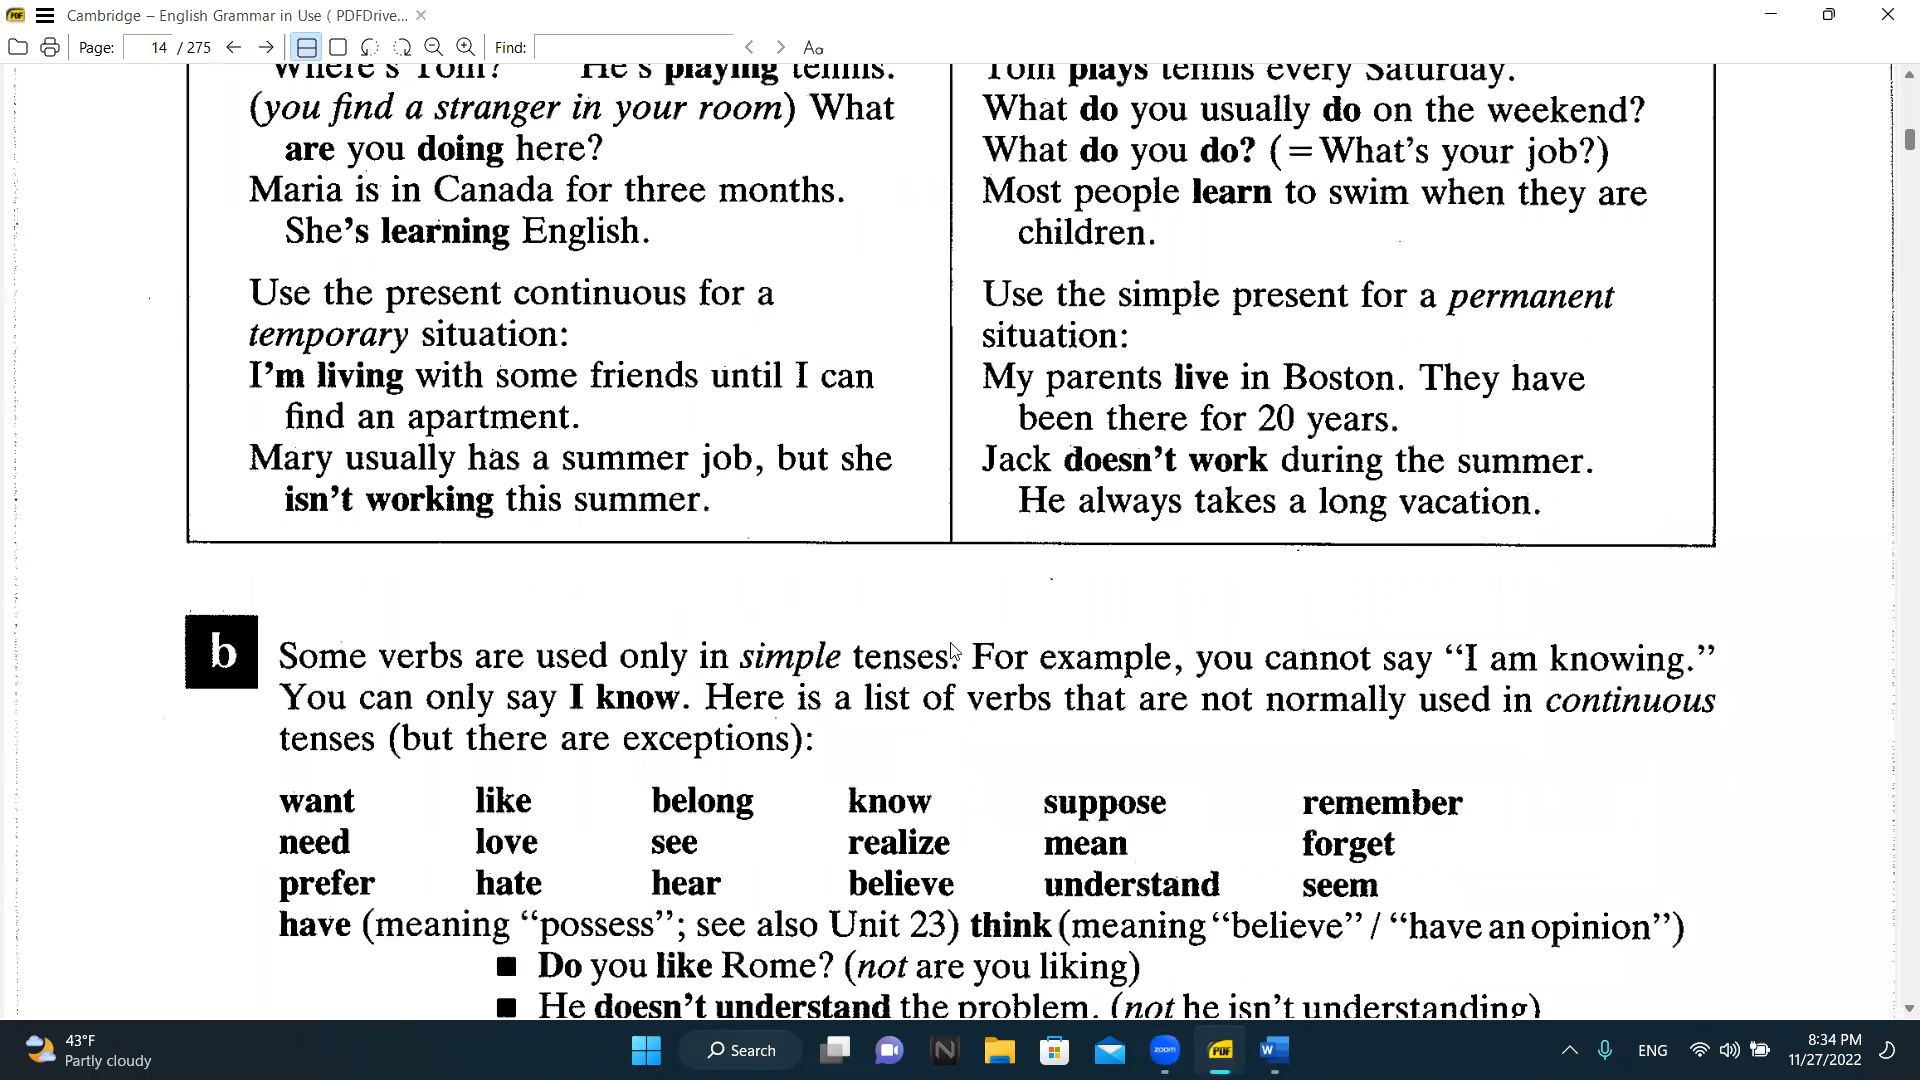 Cambridge – English Grammar in Use ( PDFDrive...
Page: 14 / 275 Find: Aa
Where's Tom? He's playing tennis.
(you find a stranger in your room) What
are you doing here?
Maria is in Canada for three months.
She's learning English.
Use the present continuous for a
temporary situation:
I'm living with some friends until I can
find an apartment.
Mary usually has a summer job, but she
isn't working this summer.
Tom plays tennis every Saturday.
What do you usually do on the weekend?
What do you do? (=What's your job?)
Most people learn to swim when they are
children.
Use the simple present for a permanent
situation:
My parents live in Boston. They have
been there for 20 years.
Jack doesn't work during the summer.
He always takes a long vacation.
b
Some verbs are used only in simple tenses. For example, you cannot say “I am knowing.”
You can only say I know. Here is a list of verbs that are not normally used in continuous
tenses (but there are exceptions):
want like belong know suppose remember
need love see realize mean forget
prefer hate hear believe understand seem
have (meaning “possess”; see also Unit 23) think (meaning “believe” / “have an opinion”)
■ Do you like Rome? (not are you liking)
■ He doesn't understand the problem. (not he isn't understanding)
43°F
Partly cloudy
Search
zoom
PDF
W
ENG
8:34 PM
11/27/2022